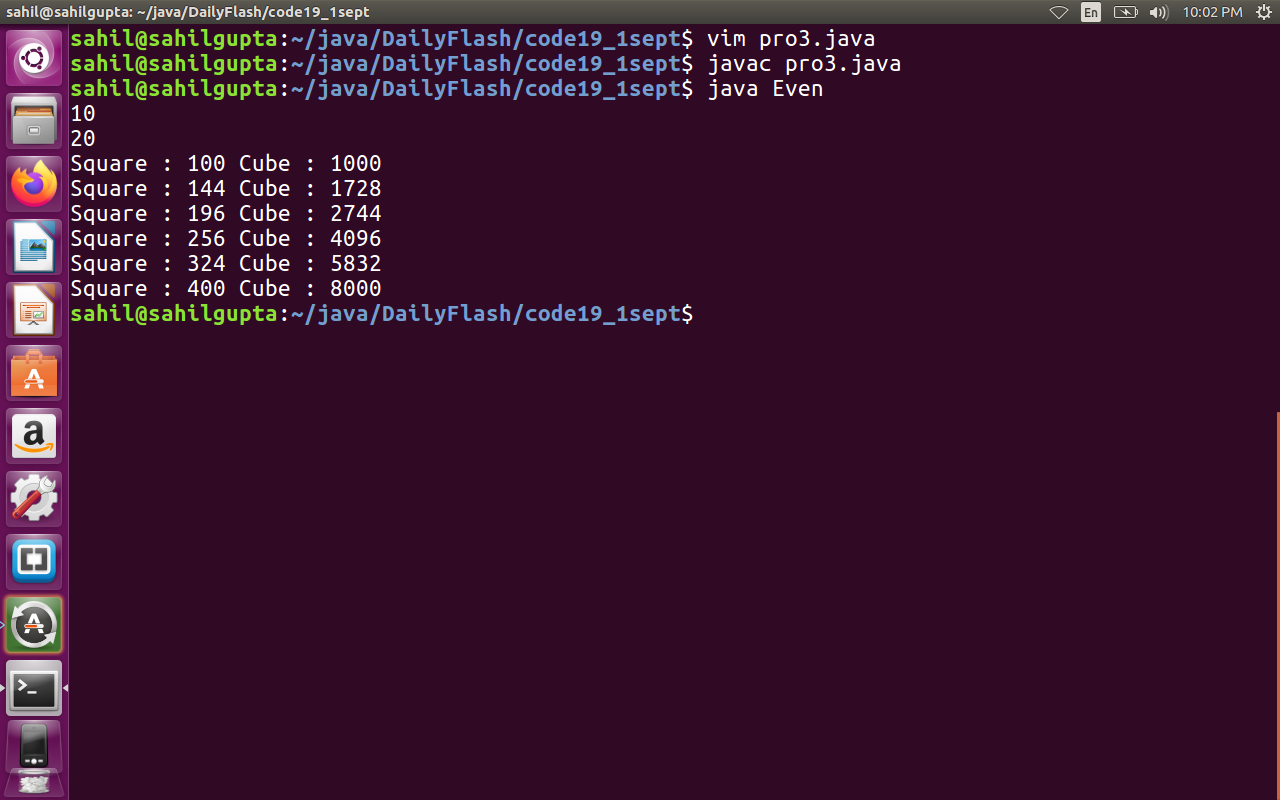 sahil@sahilgupta: ~/java/DailyFlash/code19_1sept En 10:02 PM
sahil@sahilgupta:~/java/DailyFlash/code19_1sept$ vim pro3.java
sahil@sahilgupta:~/java/DailyFlash/code19_1sept$ javac pro3.java
sahil@sahilgupta:~/java/DailyFlash/code19_1sept$ java Even
10
20
Square : 100 Cube : 1000
Square : 144 Cube : 1728
Square : 196 Cube : 2744
Square : 256 Cube : 4096
Square : 324 Cube : 5832
Square : 400 Cube : 8000
sahil@sahilgupta:~/java/DailyFlash/code19_1sept$